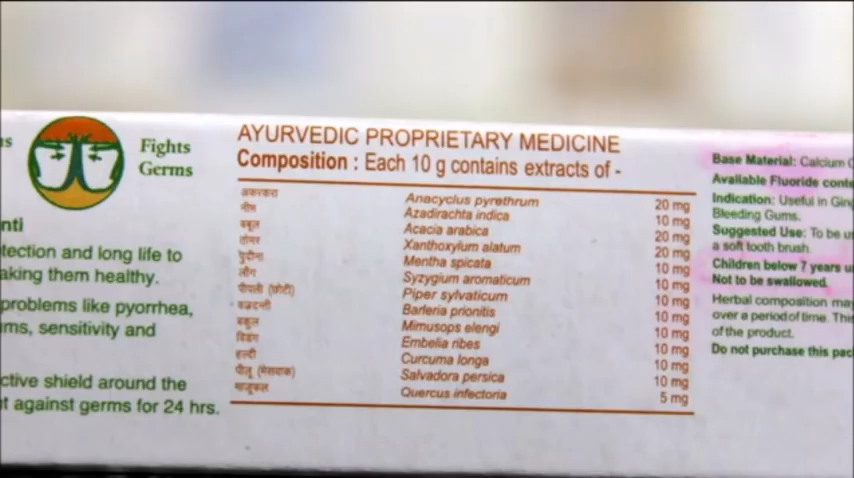 Fights
Germs
nti
tection and long life to
aking them healthy.
problems like pyorrhea,
ms, sensitivity and
ctive shield around the
t against germs for 24 hrs.
AYURVEDIC PROPRIETARY MEDICINE
Composition : Each 10 g contains extracts of -
अकरकरा Anacyclus pyrethrum 20 mg
नीम Azadirachta indica 10 mg
बबूल Acacia arabica 20 mg
तोमर Xanthoxylum alatum 20 mg
पुदीना Mentha spicata 10 mg
लौंग Syzygium aromaticum 10 mg
पीपली (छोटी) Piper sylvaticum 10 mg
वज्रदन्ती Barleria prionitis 10 mg
बकुल Mimusops elengi 10 mg
विडंग Embelia ribes 10 mg
हल्दी Curcuma longa 10 mg
पीलू (मेसवाक) Salvadora persica 10 mg
माजूफल Quercus infectoria 5 mg
Base Material: Calcium C
Available Fluoride conte
Indication: Useful in Gin
Bleeding Gums.
Suggested Use: To be us
a soft tooth brush.
Children below 7 years u
Not to be swallowed.
Herbal composition may
over a period of time. This
of the product.
Do not purchase this pac